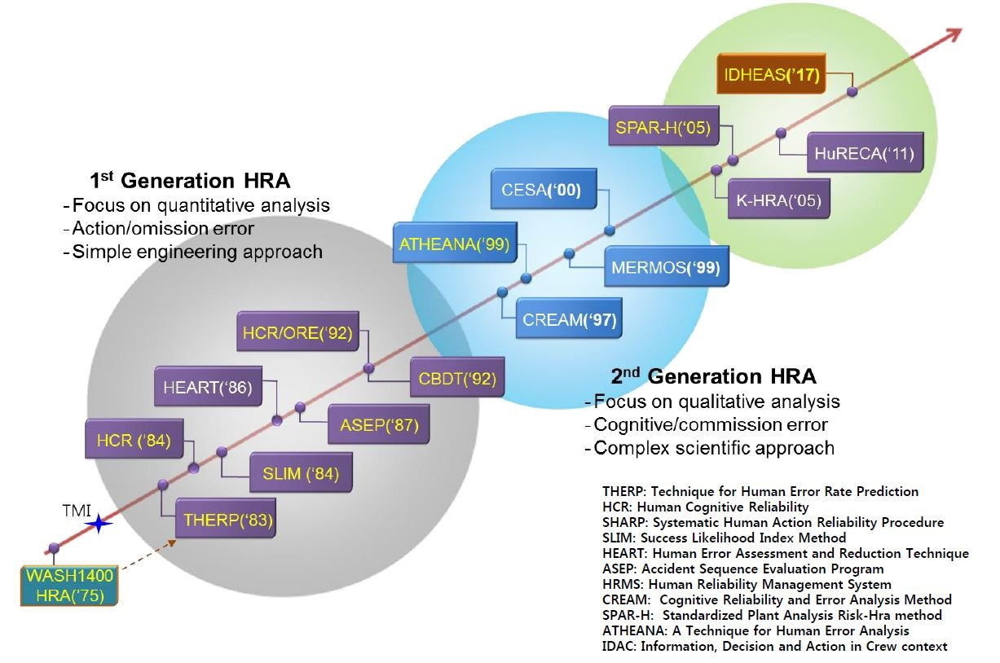 IDHEAS('17)
SPAR-H('05)
HuRECA('11)
K-HRA('05)
1st Generation HRA
-Focus on quantitative analysis
-Action/omission error
-Simple engineering approach
CESA('00)
ATHEANA('99)
MERMOS('99)
CREAM('97)
HCR/ORE('92)
CBDT('92)
HEART('86)
ASEP('87)
HCR ('84)
SLIM ('84)
THERP('83)
TMI
WASH1400
HRA('75)
2nd Generation HRA
-Focus on qualitative analysis
-Cognitive/commission error
-Complex scientific approach
THERP: Technique for Human Error Rate Prediction
HCR: Human Cognitive Reliability
SHARP: Systematic Human Action Reliability Procedure
SLIM: Success Likelihood Index Method
HEART: Human Error Assessment and Reduction Technique
ASEP: Accident Sequence Evaluation Program
HRMS: Human Reliability Management System
CREAM:  Cognitive Reliability and Error Analysis Method
SPAR-H:  Standardized Plant Analysis Risk-Hra method
ATHEANA: A Technique for Human Error Analysis
IDAC: Information, Decision and Action in Crew context